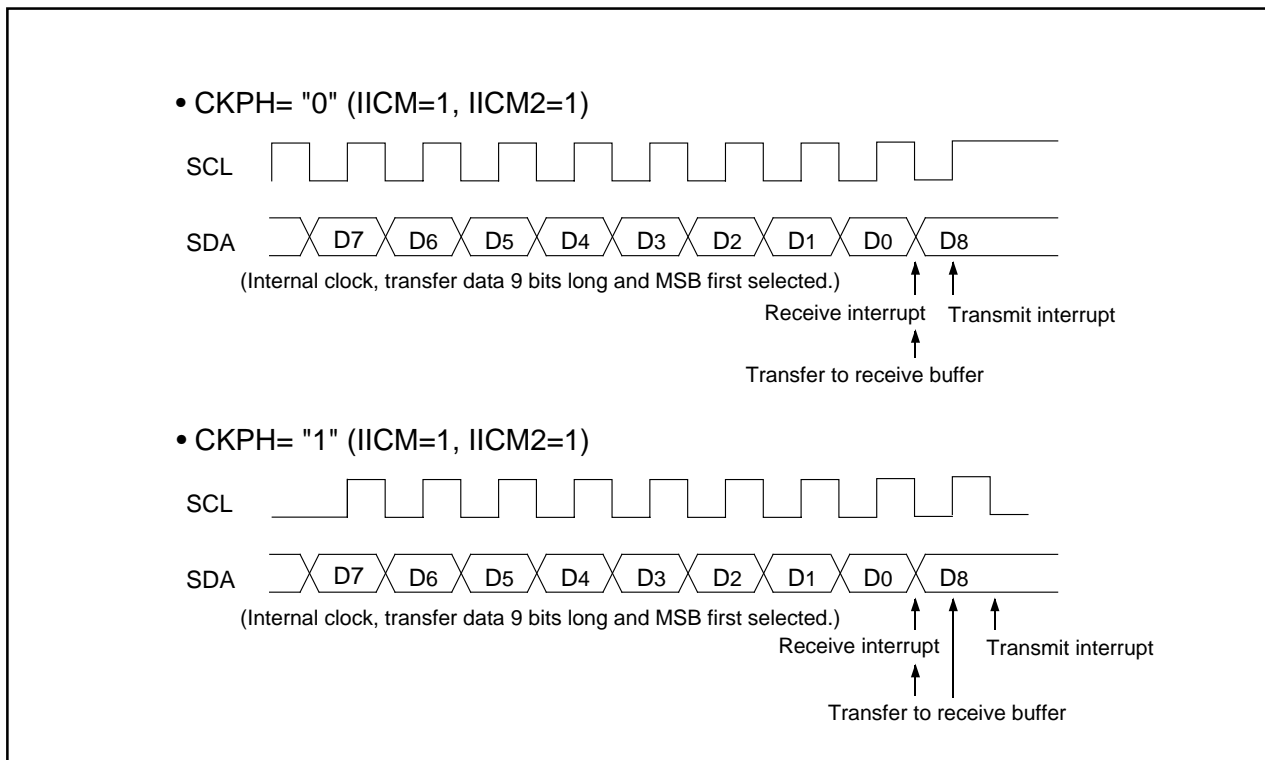 • CKPH= "0" (IICM=1, IICM2=1)
SCL
SDA D7 D6 D5 D4 D3 D2 D1 D0 D8
(Internal clock, transfer data 9 bits long and MSB first selected.)
Receive interrupt Transmit interrupt
Transfer to receive buffer
• CKPH= "1" (IICM=1, IICM2=1)
SCL
SDA D7 D6 D5 D4 D3 D2 D1 D0 D8
(Internal clock, transfer data 9 bits long and MSB first selected.)
Receive interrupt Transmit interrupt
Transfer to receive buffer